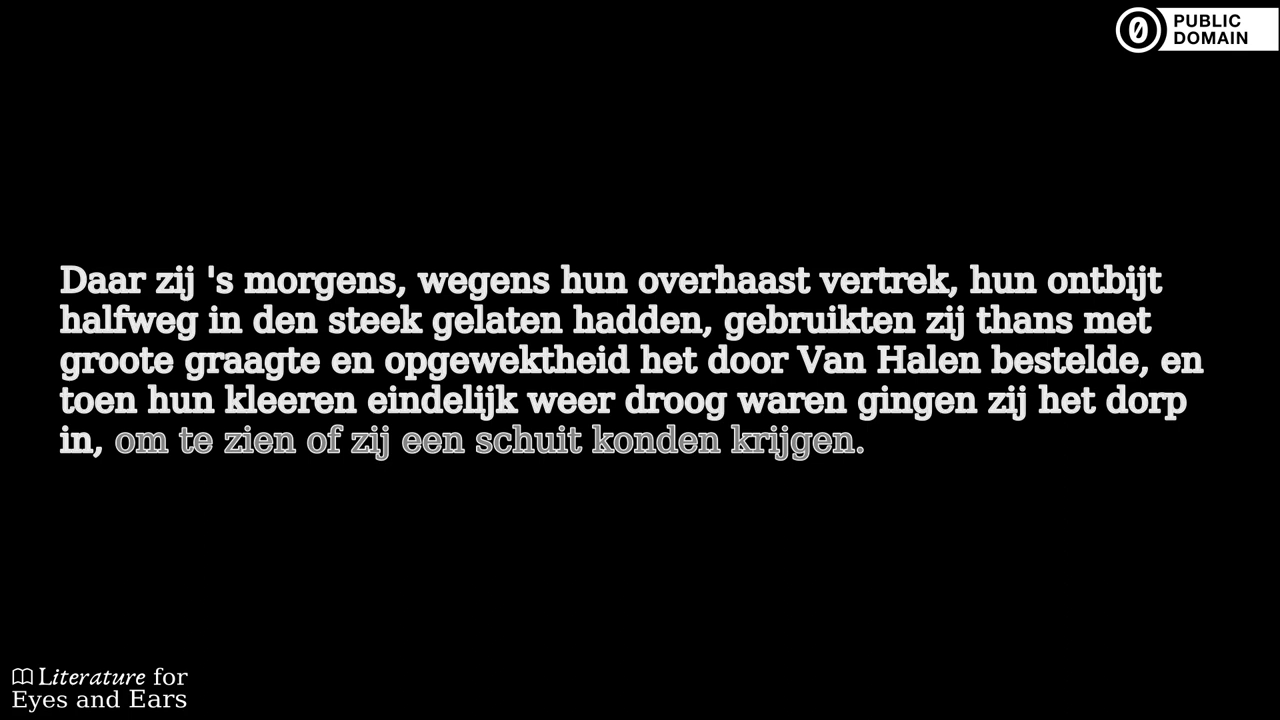 PUBLIC
DOMAIN
Daar zij 's morgens, wegens hun overhaast vertrek, hun ontbijt
halfweg in den steek gelaten hadden, gebruikten zij thans met
groote graagte en opgewektheid het door Van Halen bestelde, en
toen hun kleeren eindelijk weer droog waren gingen zij het dorp
in, om te zien of zij een schuit konden krijgen.
Literature for
Eyes and Ears